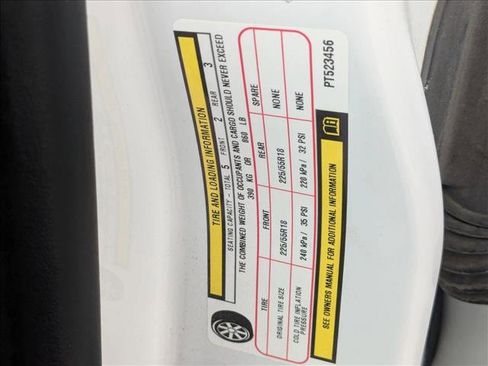 TIRE AND LOADING INFORMATION
SEATING CAPACITY - TOTAL 5 FRONT 2 REAR 3
THE COMBINED WEIGHT OF OCCUPANTS AND CARGO SHOULD NEVER EXCEED
390 KG OR 860 LB
TIRE FRONT REAR SPARE
ORIGINAL TIRE SIZE 225/55R18 225/55R18 NONE
COLD TIRE INFLATION PRESSURE 240 kPa / 35 PSI 220 kPa / 32 PSI NONE
SEE OWNERS MANUAL FOR ADDITIONAL INFORMATION
PT523456